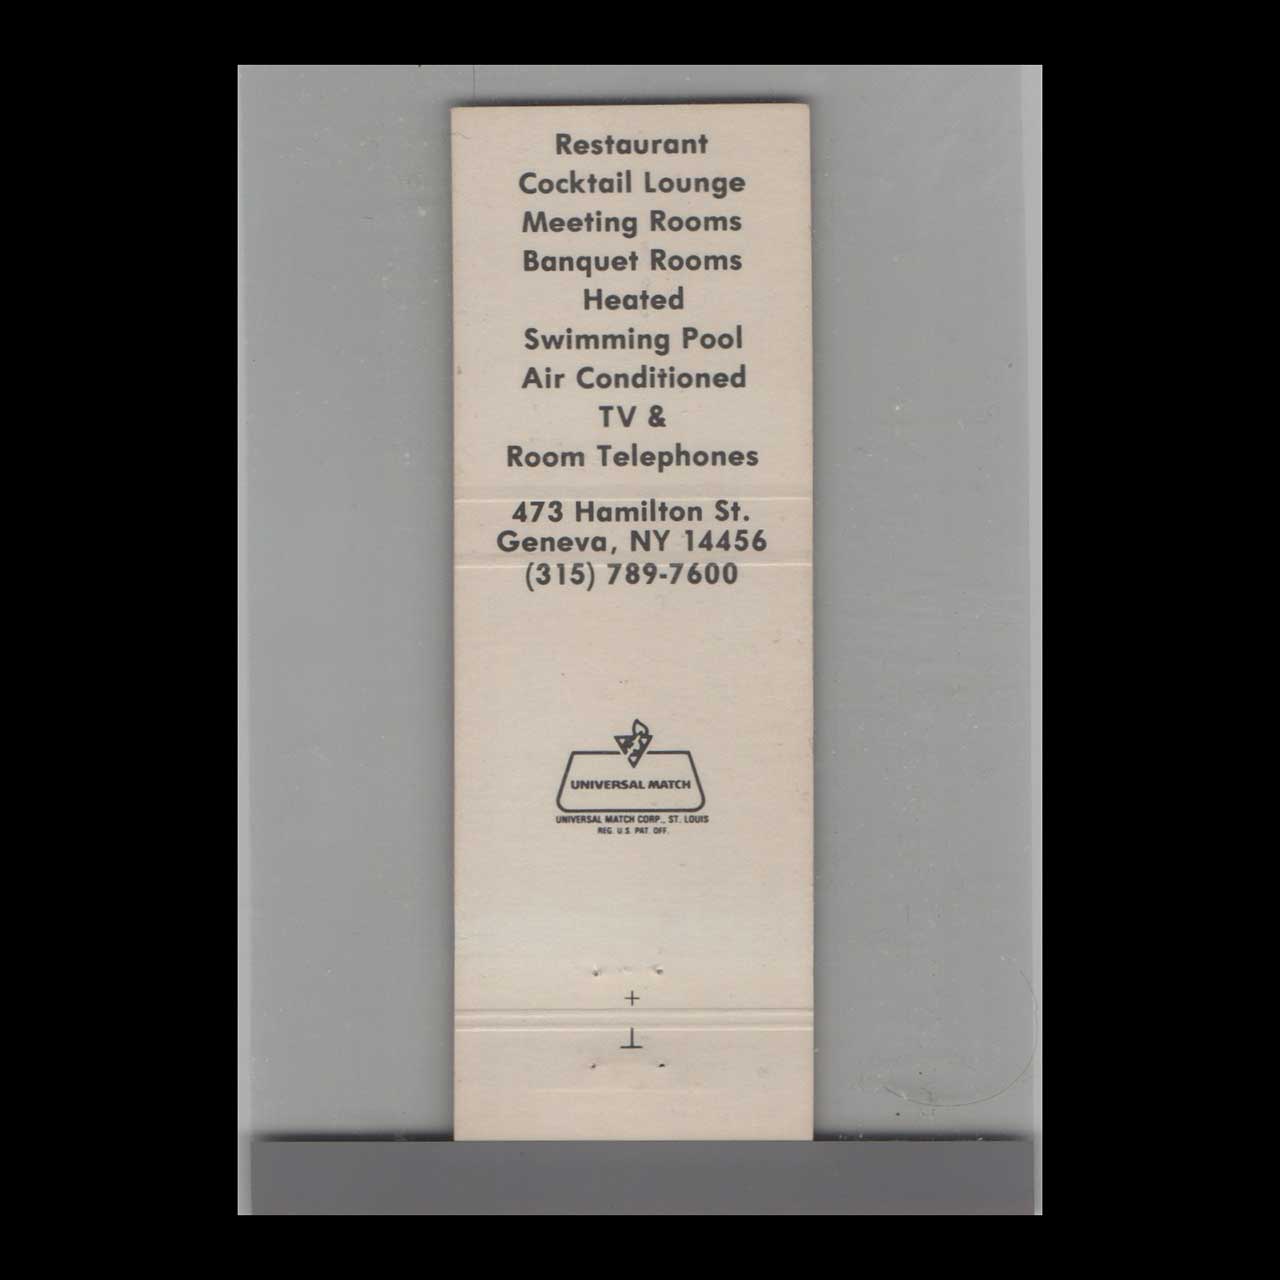 Restaurant
Cocktail Lounge
Meeting Rooms
Banquet Rooms
Heated
Swimming Pool
Air Conditioned
TV &
Room Telephones
473 Hamilton St.
Geneva, NY 14456
(315) 789-7600
UNIVERSAL MATCH
UNIVERSAL MATCH CORP., ST. LOUIS
REG. U.S. PAT. OFF.